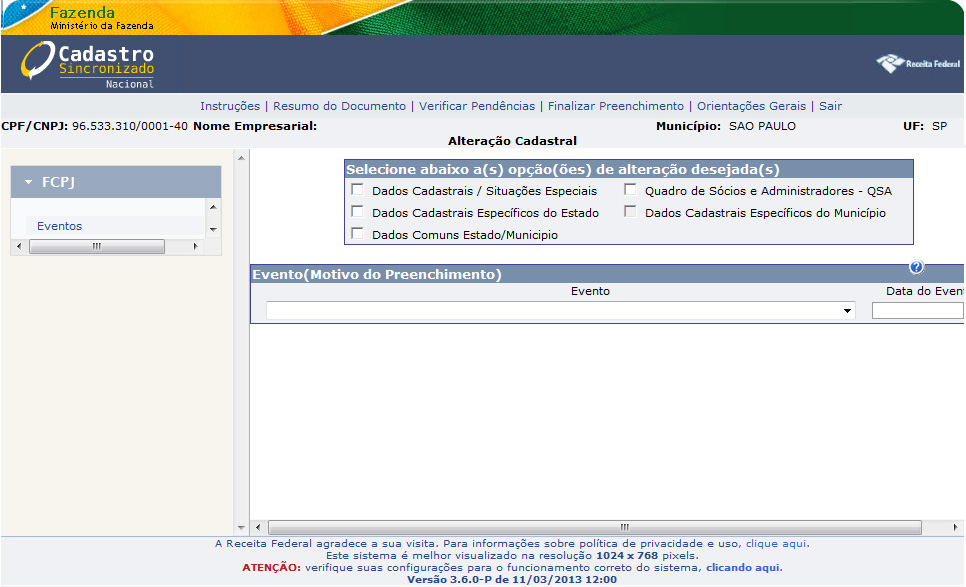 Fazenda
Ministério da Fazenda
Cadastro
Sincronizado
Nacional
Receita Federal
Instruções | Resumo do Documento | Verificar Pendências | Finalizar Preenchimento | Orientações Gerais | Sair
CPF/CNPJ: 96.533.310/0001-40 Nome Empresarial: Município: SAO PAULO UF: SP
Alteração Cadastral
FCPJ
Eventos
Selecione abaixo a(s) opção(ões) de alteração desejada(s)
Dados Cadastrais / Situações Especiais Quadro de Sócios e Administradores - QSA
Dados Cadastrais Específicos do Estado Dados Cadastrais Específicos do Município
Dados Comuns Estado/Municipio
Evento(Motivo do Preenchimento) ?
Evento Data do Event
A Receita Federal agradece a sua visita. Para informações sobre política de privacidade e uso, clique aqui.
Este sistema é melhor visualizado na resolução 1024 x 768 pixels.
ATENÇÃO: verifique suas configurações para o funcionamento correto do sistema, clicando aqui.
Versão 3.6.0-P de 11/03/2013 12:00